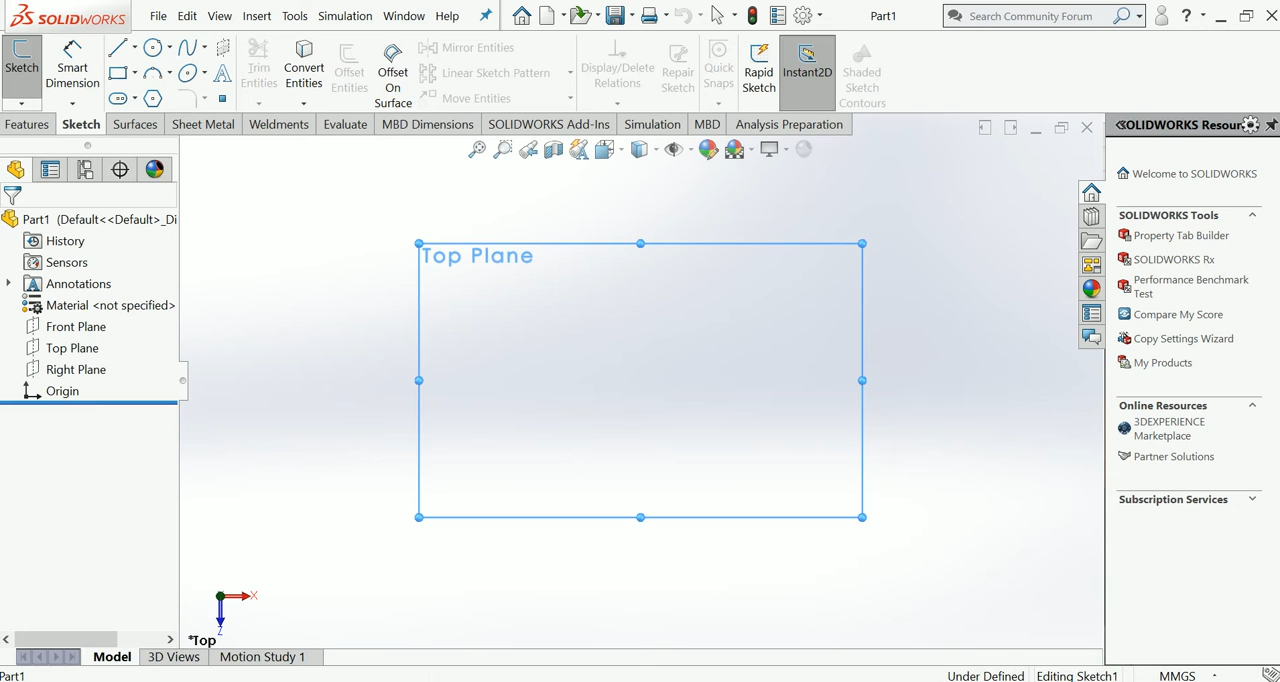 SOLIDWORKS File Edit View Insert Tools Simulation Window Help Part1 Search Community Forum ?
Sketch Smart Dimension Trim Entities Convert Entities Offset Entities Offset On Surface Mirror Entities Linear Sketch Pattern Move Entities Display/Delete Relations Repair Sketch Quick Snaps Rapid Sketch Instant2D Shaded Sketch Contours
Features Sketch Surfaces Sheet Metal Weldments Evaluate MBD Dimensions SOLIDWORKS Add-Ins Simulation MBD Analysis Preparation
Part1 (Default<<Default>_Di
History
Sensors
Annotations
Material <not specified>
Front Plane
Top Plane
Right Plane
Origin
Top Plane
X
Z
*Top
SOLIDWORKS Resour
Welcome to SOLIDWORKS
SOLIDWORKS Tools
Property Tab Builder
SOLIDWORKS Rx
Performance Benchmark
Test
Compare My Score
Copy Settings Wizard
My Products
Online Resources
3DEXPERIENCE
Marketplace
Partner Solutions
Subscription Services
Model 3D Views Motion Study 1
Part1 Under Defined Editing Sketch1 MMGS